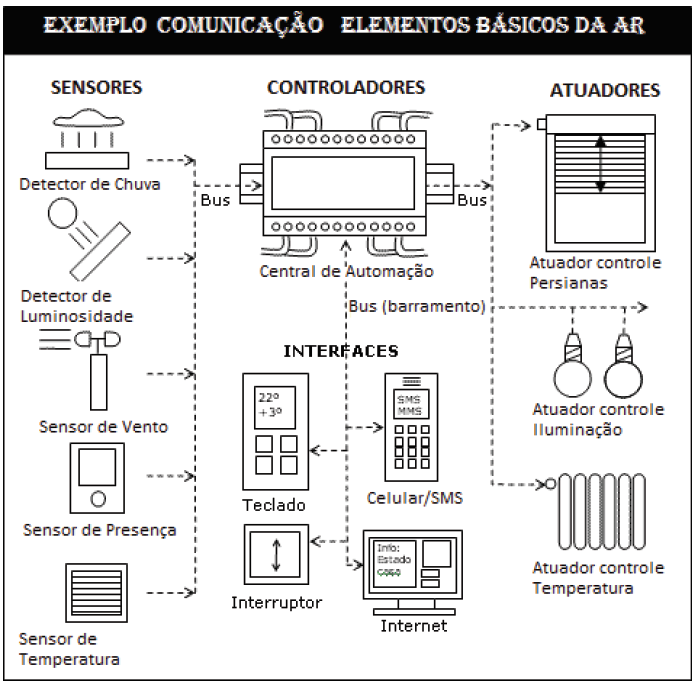 EXEMPLO COMUNICAÇÃO ELEMENTOS BÁSICOS DA AR
SENSORES
Detector de Chuva
Detector de
Luminosidade
Sensor de Vento
Sensor de Presença
Sensor de
Temperatura
CONTROLADORES
Bus
Bus
Central de Automação
Bus (barramento)
INTERFACES
22º
+3º
Teclado
SMS
MMS
Celular/SMS
Interruptor
Info:
Estado
Casa
Internet
ATUADORES
Atuador controle
Persianas
Atuador controle
Iluminação
Atuador controle
Temperatura